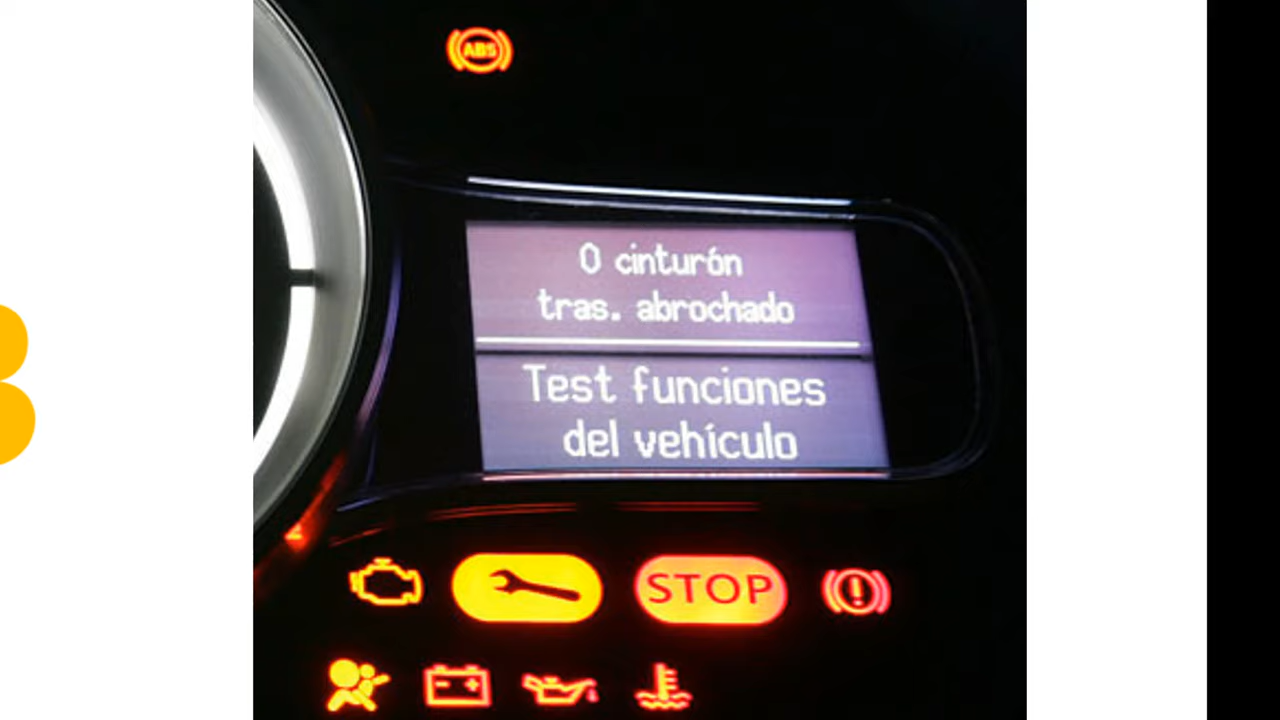 ABS
0 cinturón
tras. abrochado
Test funciones
del vehículo
STOP